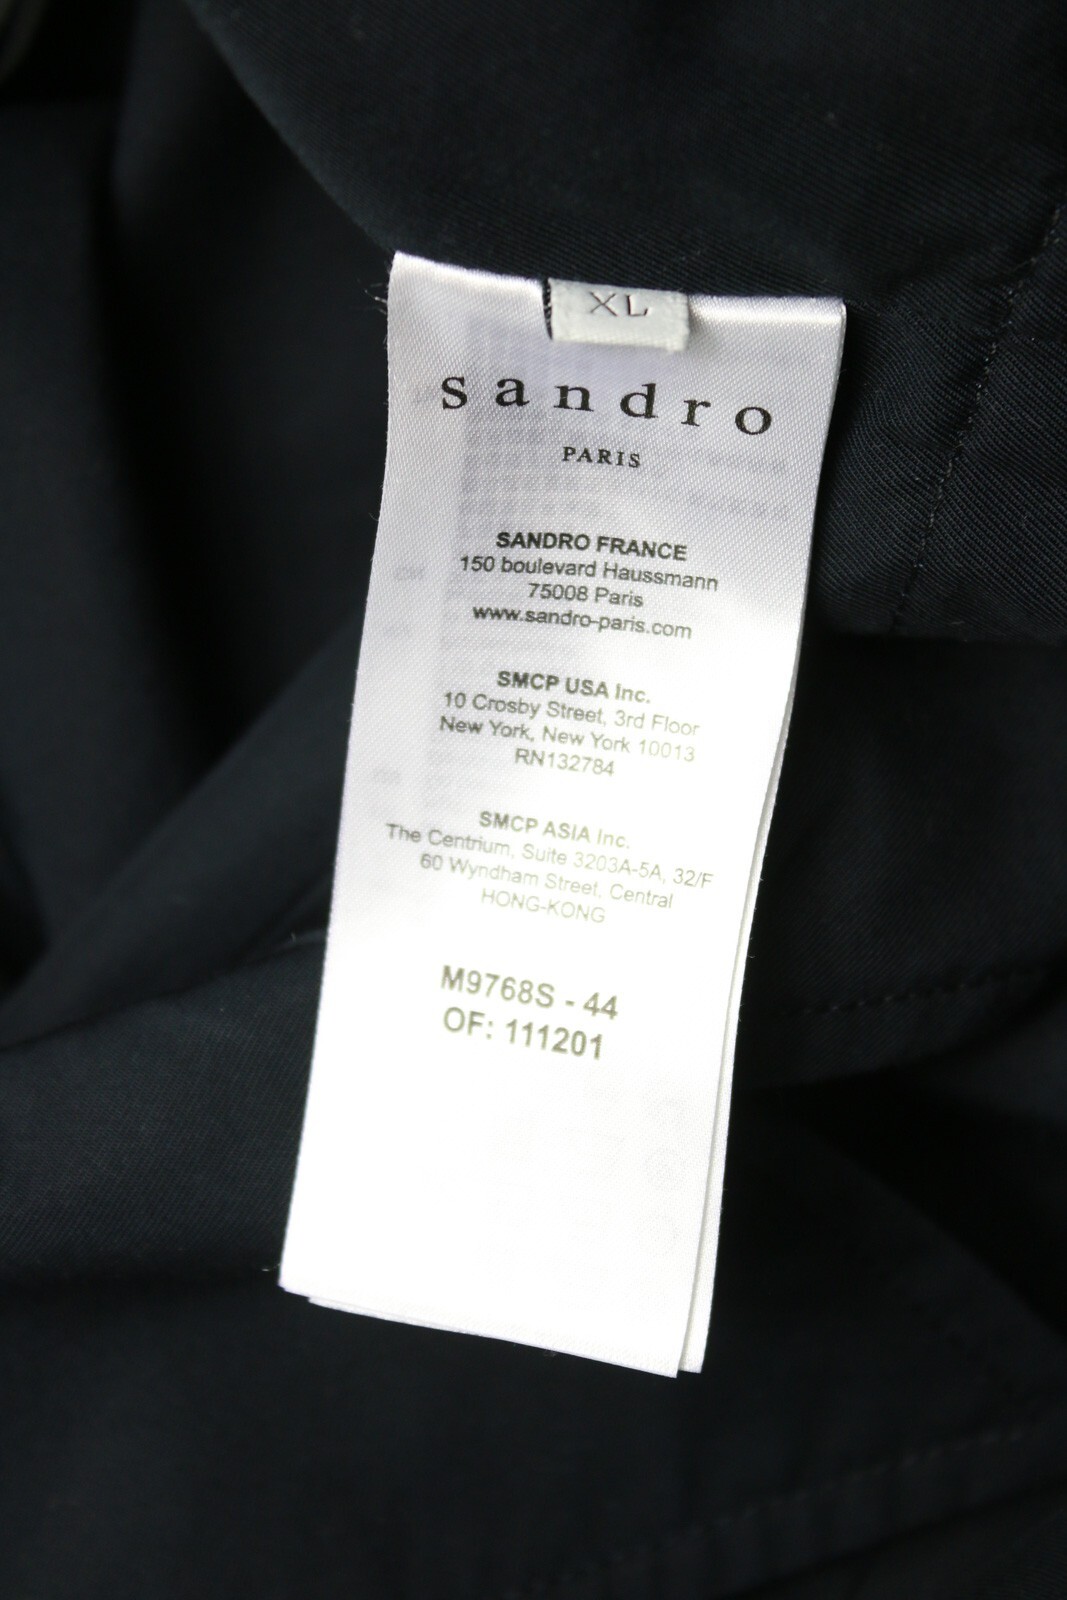 XL
sandro
PARIS
SANDRO FRANCE
150 boulevard Haussmann
75008 Paris
www.sandro-paris.com
SMCP USA Inc.
10 Crosby Street, 3rd Floor
New York, New York 10013
RN132784
SMCP ASIA Inc.
The Centrium, Suite 3203A-5A, 32/F
60 Wyndham Street, Central
HONG-KONG
M9768S - 44
OF: 111201